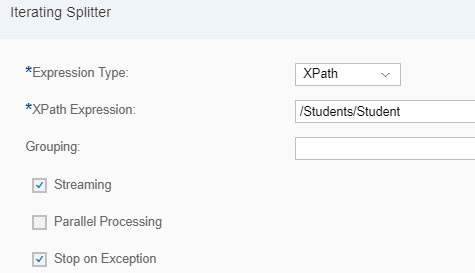 Iterating Splitter
*Expression Type: XPath
*XPath Expression: /Students/Student
Grouping:
Streaming
Parallel Processing
Stop on Exception